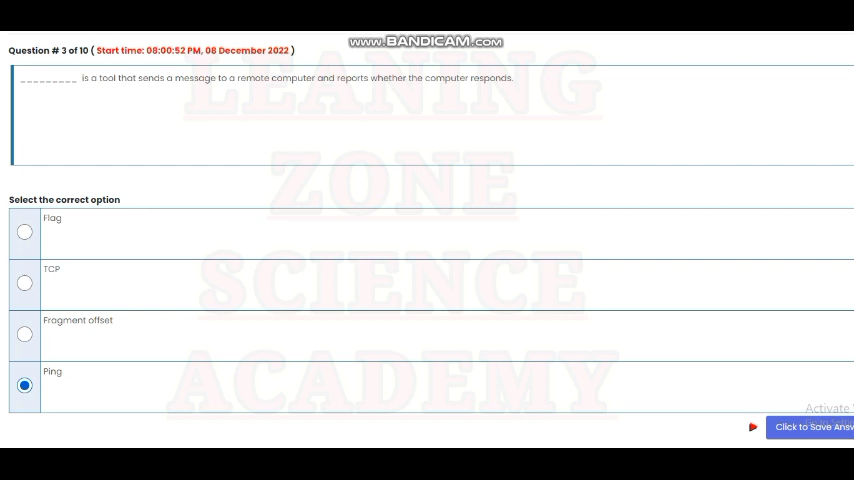 www.BANDICAM.com
Question # 3 of 10 ( Start time: 08:00:52 PM, 08 December 2022 )
_________ is a tool that sends a message to a remote computer and reports whether the computer responds.
LEANING
ZONE
SCIENCE
ACADEMY
Select the correct option
Flag
TCP
Fragment offset
Ping
Activate
Click to Save Answ